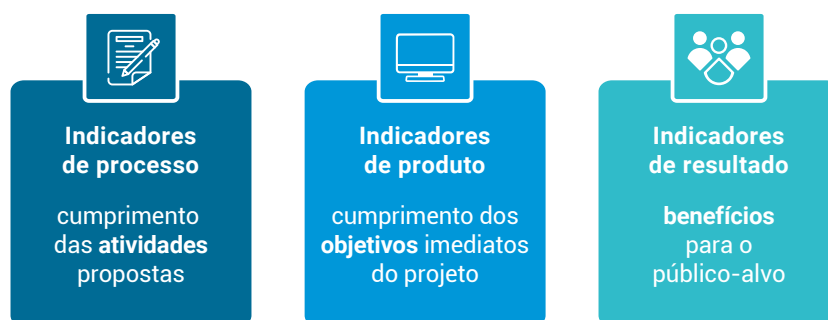 Indicadores
de processo
cumprimento
das atividades
propostas
Indicadores
de produto
cumprimento dos
objetivos imediatos
do projeto
Indicadores
de resultado
benefícios
para o
público-alvo